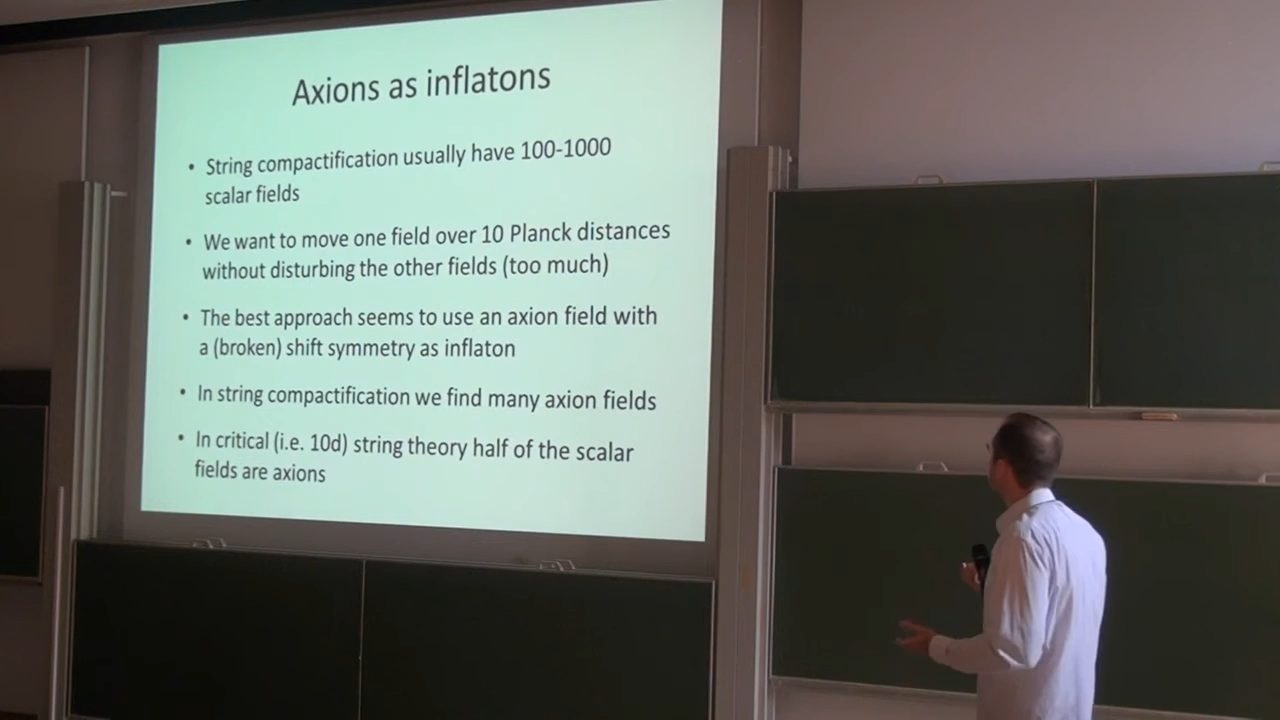 Axions as inflatons
• String compactification usually have 100-1000
scalar fields
• We want to move one field over 10 Planck distances
without disturbing the other fields (too much)
• The best approach seems to use an axion field with
a (broken) shift symmetry as inflaton
• In string compactification we find many axion fields
• In critical (i.e. 10d) string theory half of the scalar
fields are axions